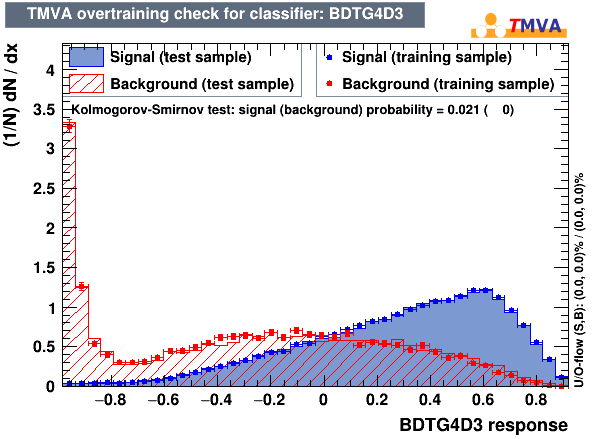 TMVA overtraining check for classifier: BDTG4D3
TMVA
Signal (test sample)
Background (test sample)
Signal (training sample)
Background (training sample)
Kolmogorov-Smirnov test: signal (background) probability = 0.021 ( 0)
(1/N) dN / dx
4
3.5
3
2.5
2
1.5
1
0.5
0
−0.8 −0.6 −0.4 −0.2 0 0.2 0.4 0.6 0.8
BDTG4D3 response
U/O-flow (S,B): (0.0, 0.0)% / (0.0, 0.0)%